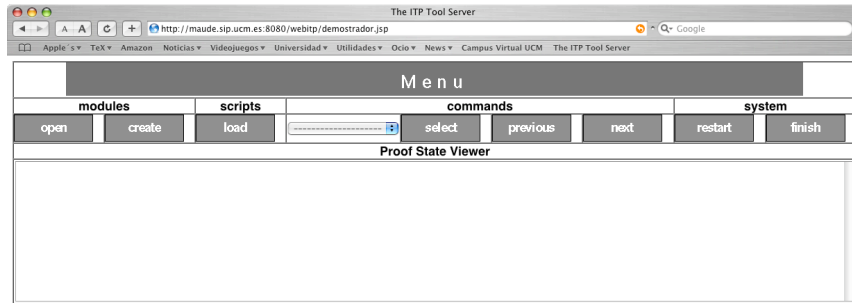 The ITP Tool Server
A A C + http://maude.sip.ucm.es:8080/webitp/demostrador.jsp Google
Apple's TeX Amazon Noticias Videojuegos Universidad Utilidades Ocio News Campus Virtual UCM The ITP Tool Server
Menu
modules scripts commands system
open create load -------------------- select previous next restart finish
Proof State Viewer